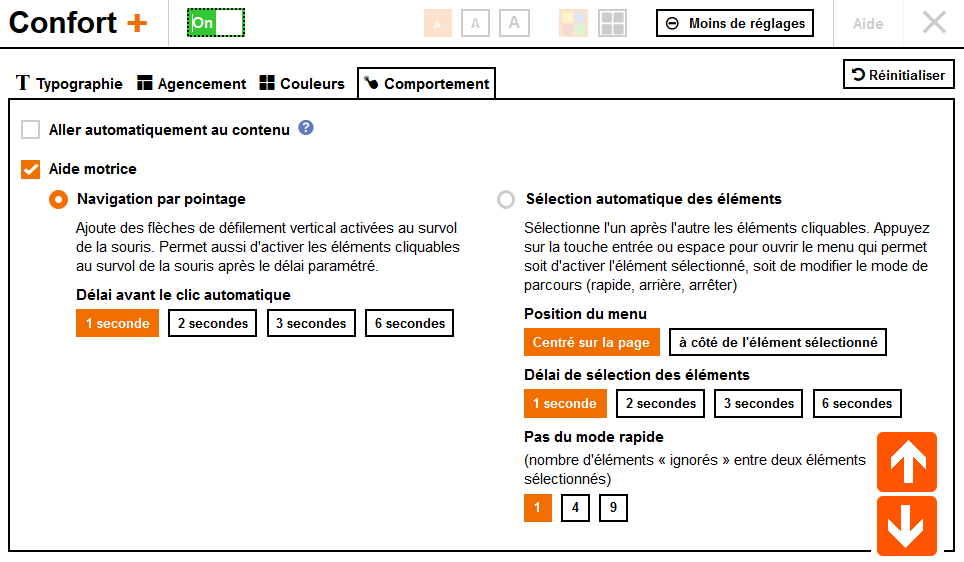 Confort +
On
A
A
A
Moins de réglages
Aide
T Typographie
Agencement
Couleurs
Comportement
Réinitialiser
Aller automatiquement au contenu ?
Aide motrice
Navigation par pointage
Ajoute des flèches de défilement vertical activées au survol
de la souris. Permet aussi d'activer les éléments cliquables
au survol de la souris après le délai paramétré.
Délai avant le clic automatique
1 seconde
2 secondes
3 secondes
6 secondes
Sélection automatique des éléments
Sélectionne l'un après l'autre les éléments cliquables. Appuyez
sur la touche entrée ou espace pour ouvrir le menu qui permet
soit d'activer l'élément sélectionné, soit de modifier le mode de
parcours (rapide, arrière, arrêter)
Position du menu
Centré sur la page
à côté de l'élément sélectionné
Délai de sélection des éléments
1 seconde
2 secondes
3 secondes
6 secondes
Pas du mode rapide
(nombre d'éléments « ignorés » entre deux éléments
sélectionnés)
1
4
9